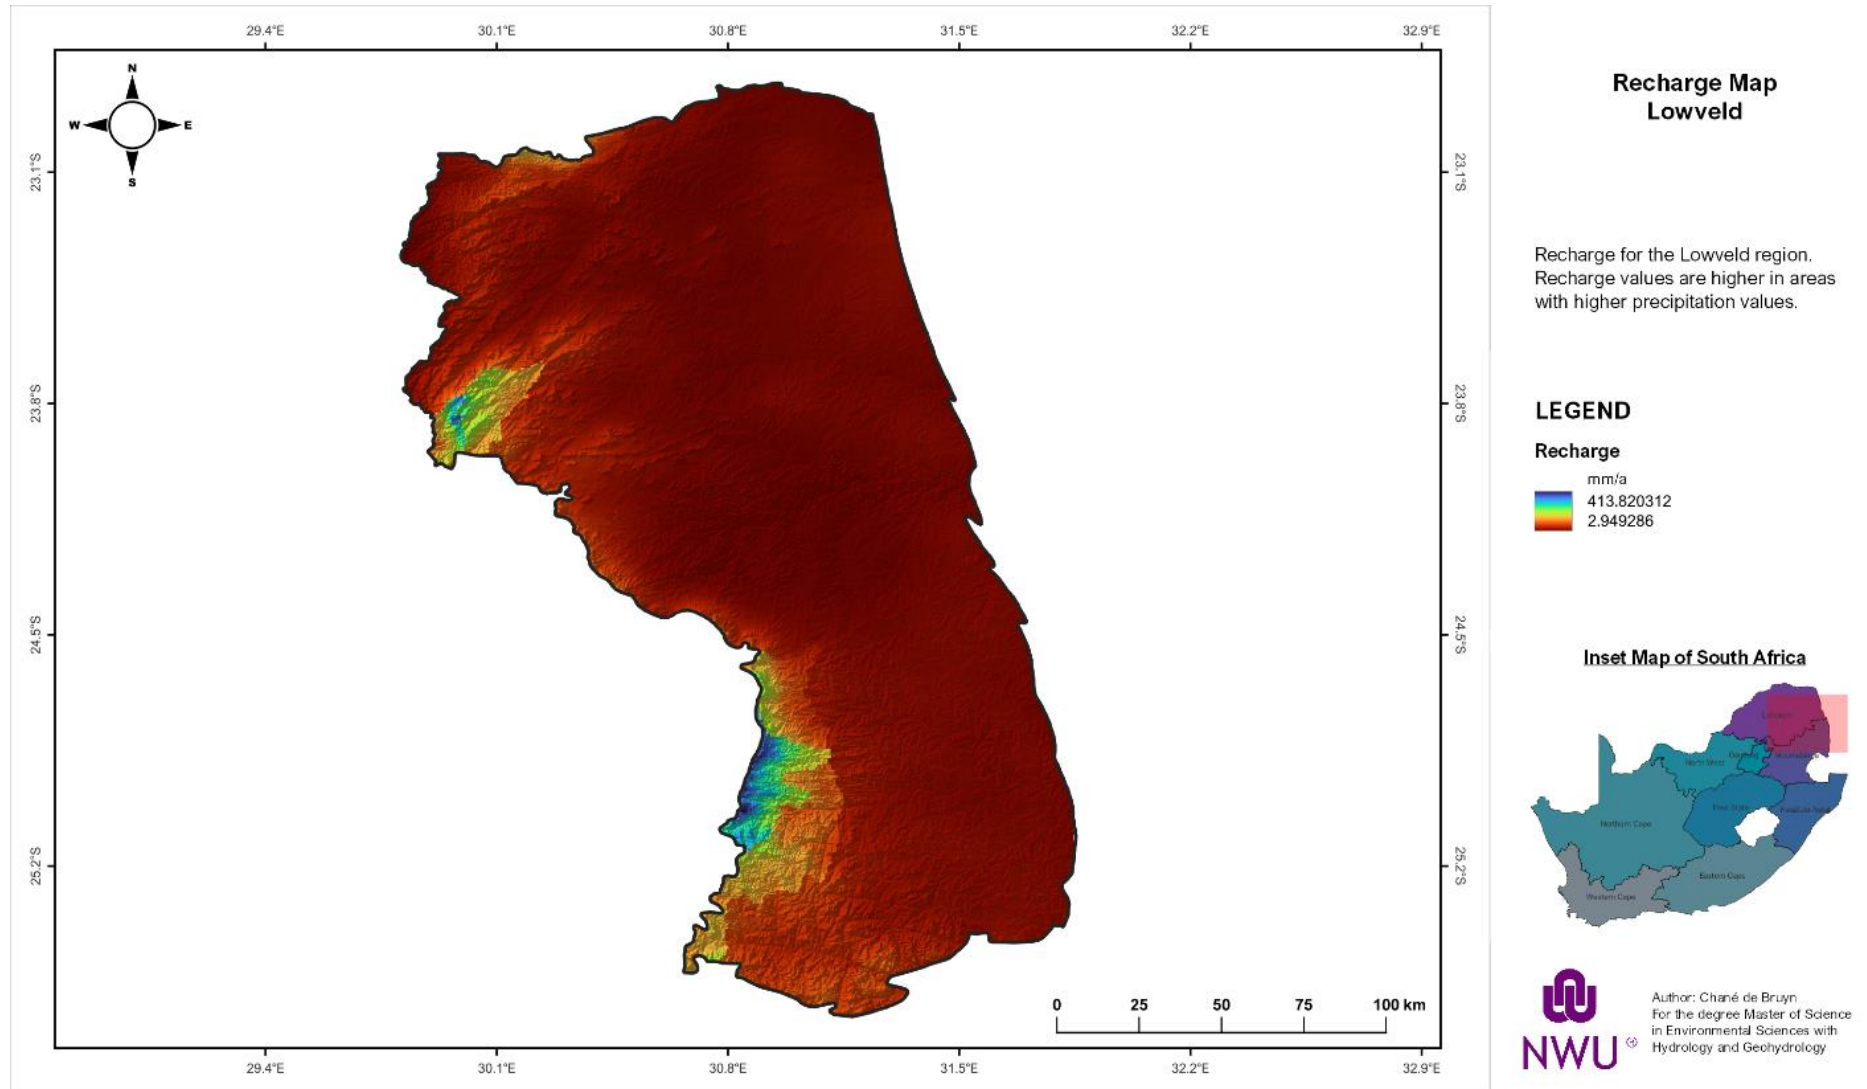 29.4°E
30.1°E
30.8°E
31.5°E
32.2°E
32.9°E
N
W
E
S
23.1°S
23.1°S
23.8°S
23.8°S
24.5°S
24.5°S
25.2°S
25.2°S
0
25
50
75
100 km
29.4°E
30.1°E
30.8°E
31.5°E
32.2°E
32.9°E
Recharge Map
Lowveld
Recharge for the Lowveld region.
Recharge values are higher in areas
with higher precipitation values.
LEGEND
Recharge
mm/a
413.820312
2.949286
Inset Map of South Africa
North West
Free State
Northern Cape
Eastern Cape
Western Cape
NWU
Author: Chané de Bruyn
For the degree Master of Science
in Environmental Sciences with
Hydrology and Geohydrology